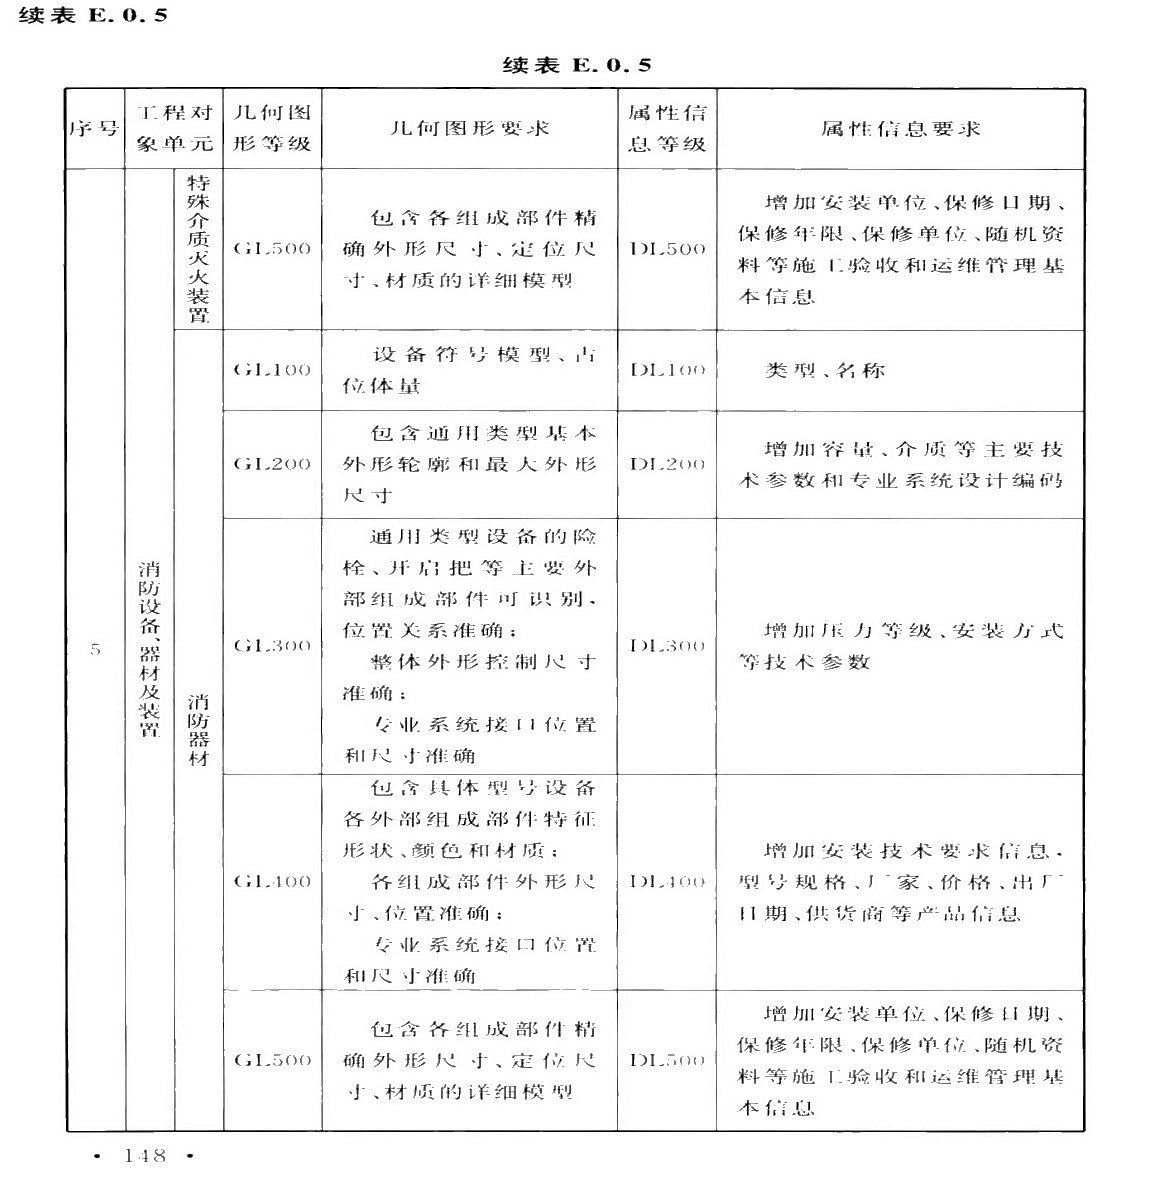 续表 E.0.5
续表 E.0.5
序号
工程对
象单元
几何图
形等级
几何图形要求
属性信
息等级
属性信息要求
5
消防设备、器材及装置
特殊介质灭火装置
GL500
包含各组成部件精
确外形尺寸、定位尺
寸、材质的详细模型
DL500
增加安装单位、保修日期、
保修年限、保修单位、随机资
料等施工验收和运维管理基
本信息
消防器材
GL100
设备符号模型、占
位体量
DL100
类型、名称
GL200
包含通用类型基本
外形轮廓和最大外形
尺寸
DL200
增加容量、介质等主要技
术参数和专业系统设计编码
GL300
通用类型设备的险
栓、开启把等主要外
部组成部件可识别,
位置关系准确;
整体外形控制尺寸
准确;
专业系统接口位置
和尺寸准确
DL300
增加压力等级、安装方式
等技术参数
GL400
包含具体型号设备
各外部组成部件特征
形状、颜色和材质;
各组成部件外形尺
寸、位置准确;
专业系统接口位置
和尺寸准确
DL400
增加安装技术要求信息,
型号规格、厂家、价格、出厂
日期、供货商等产品信息
GL500
包含各组成部件精
确外形尺寸、定位尺
寸、材质的详细模型
DL500
增加安装单位、保修日期、
保修年限、保修单位、随机资
料等施工验收和运维管理基
本信息
· 148 ·